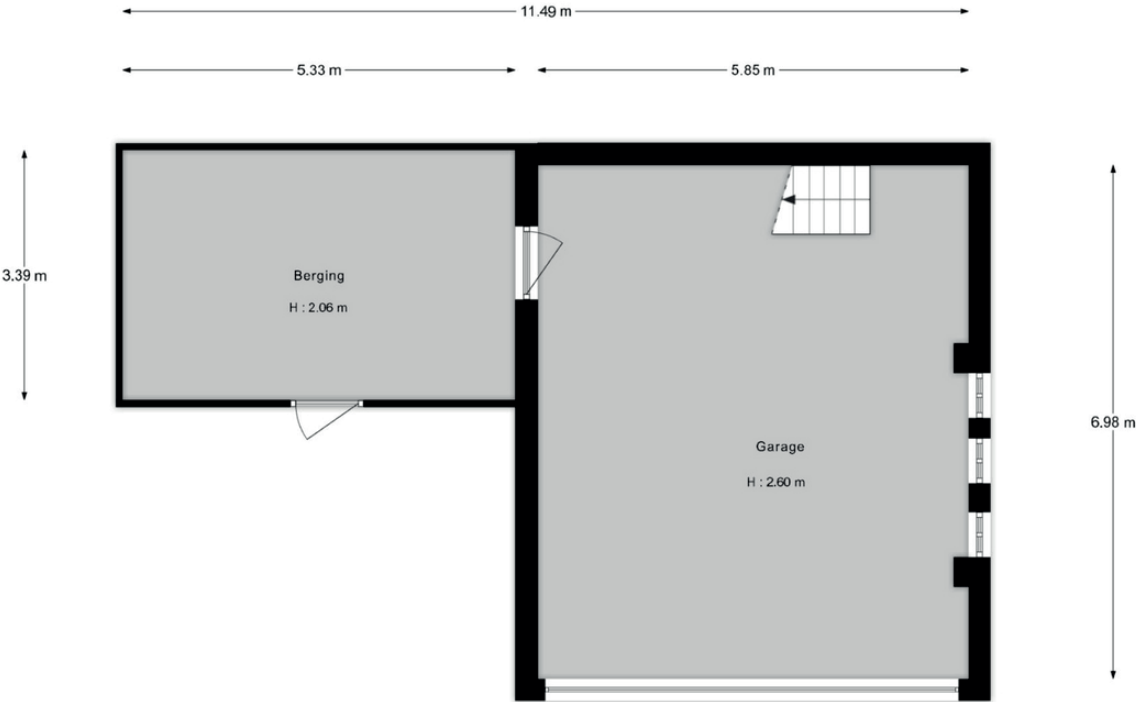 11.49 m
5.33 m
5.85 m
3.39 m
Berging
H : 2.06 m
6.98 m
Garage
H : 2.60 m